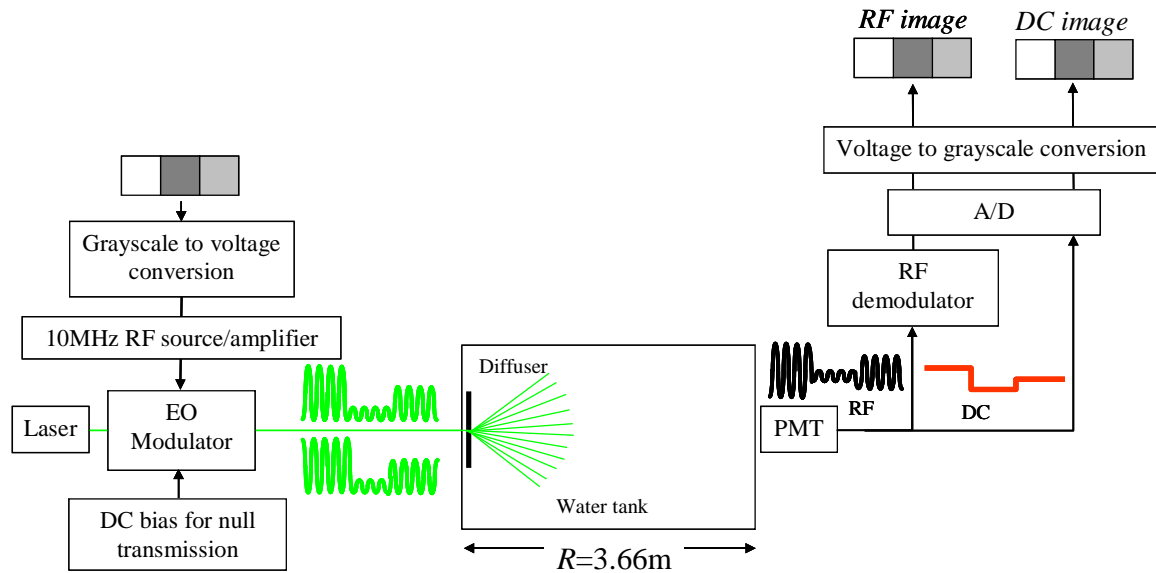 RF image
DC image
Voltage to grayscale conversion
A/D
RF
demodulator
Grayscale to voltage
conversion
10MHz RF source/amplifier
Laser
EO
Modulator
DC bias for null
transmission
Diffuser
Water tank
R=3.66m
RF
DC
PMT